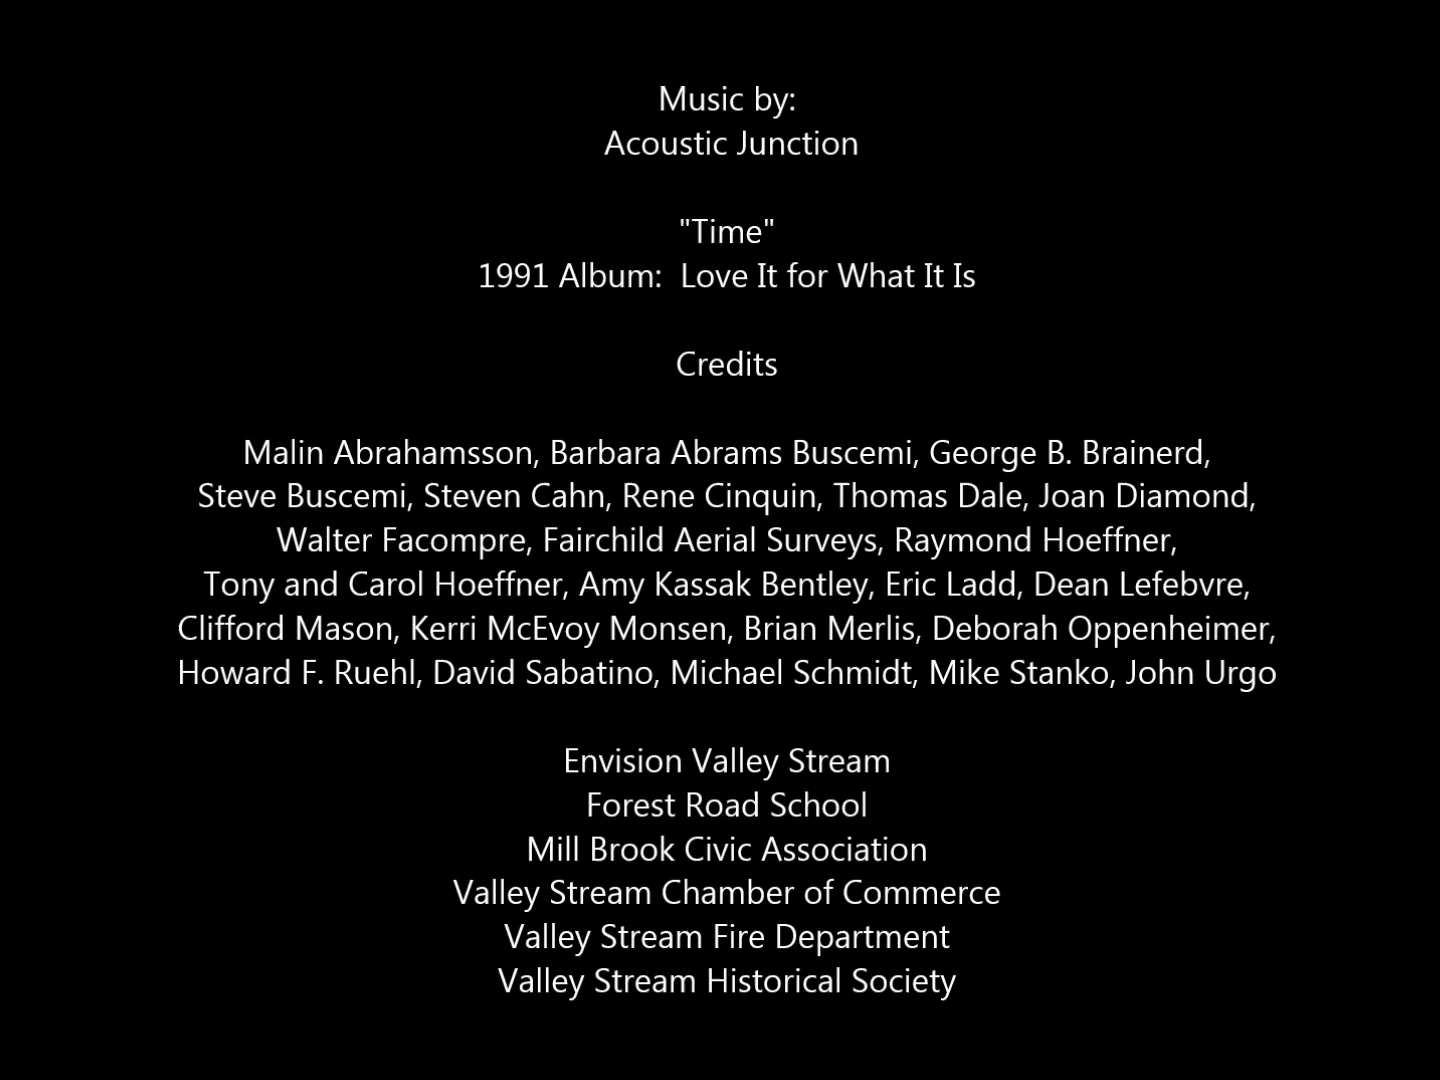 Music by:
Acoustic Junction
"Time"
1991 Album:  Love It for What It Is
Credits
Malin Abrahamsson, Barbara Abrams Buscemi, George B. Brainerd,
Steve Buscemi, Steven Cahn, Rene Cinquin, Thomas Dale, Joan Diamond,
Walter Facompre, Fairchild Aerial Surveys, Raymond Hoeffner,
Tony and Carol Hoeffner, Amy Kassak Bentley, Eric Ladd, Dean Lefebvre,
Clifford Mason, Kerri McEvoy Monsen, Brian Merlis, Deborah Oppenheimer,
Howard F. Ruehl, David Sabatino, Michael Schmidt, Mike Stanko, John Urgo
Envision Valley Stream
Forest Road School
Mill Brook Civic Association
Valley Stream Chamber of Commerce
Valley Stream Fire Department
Valley Stream Historical Society